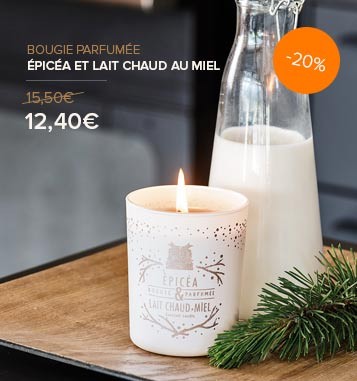 BOUGIE PARFUMÉE
ÉPICÉA ET LAIT CHAUD AU MIEL
15,50€
12,40€
-20%
ÉPICÉA
BOUGIE & PARFUMÉE
LAIT CHAUD & MIEL